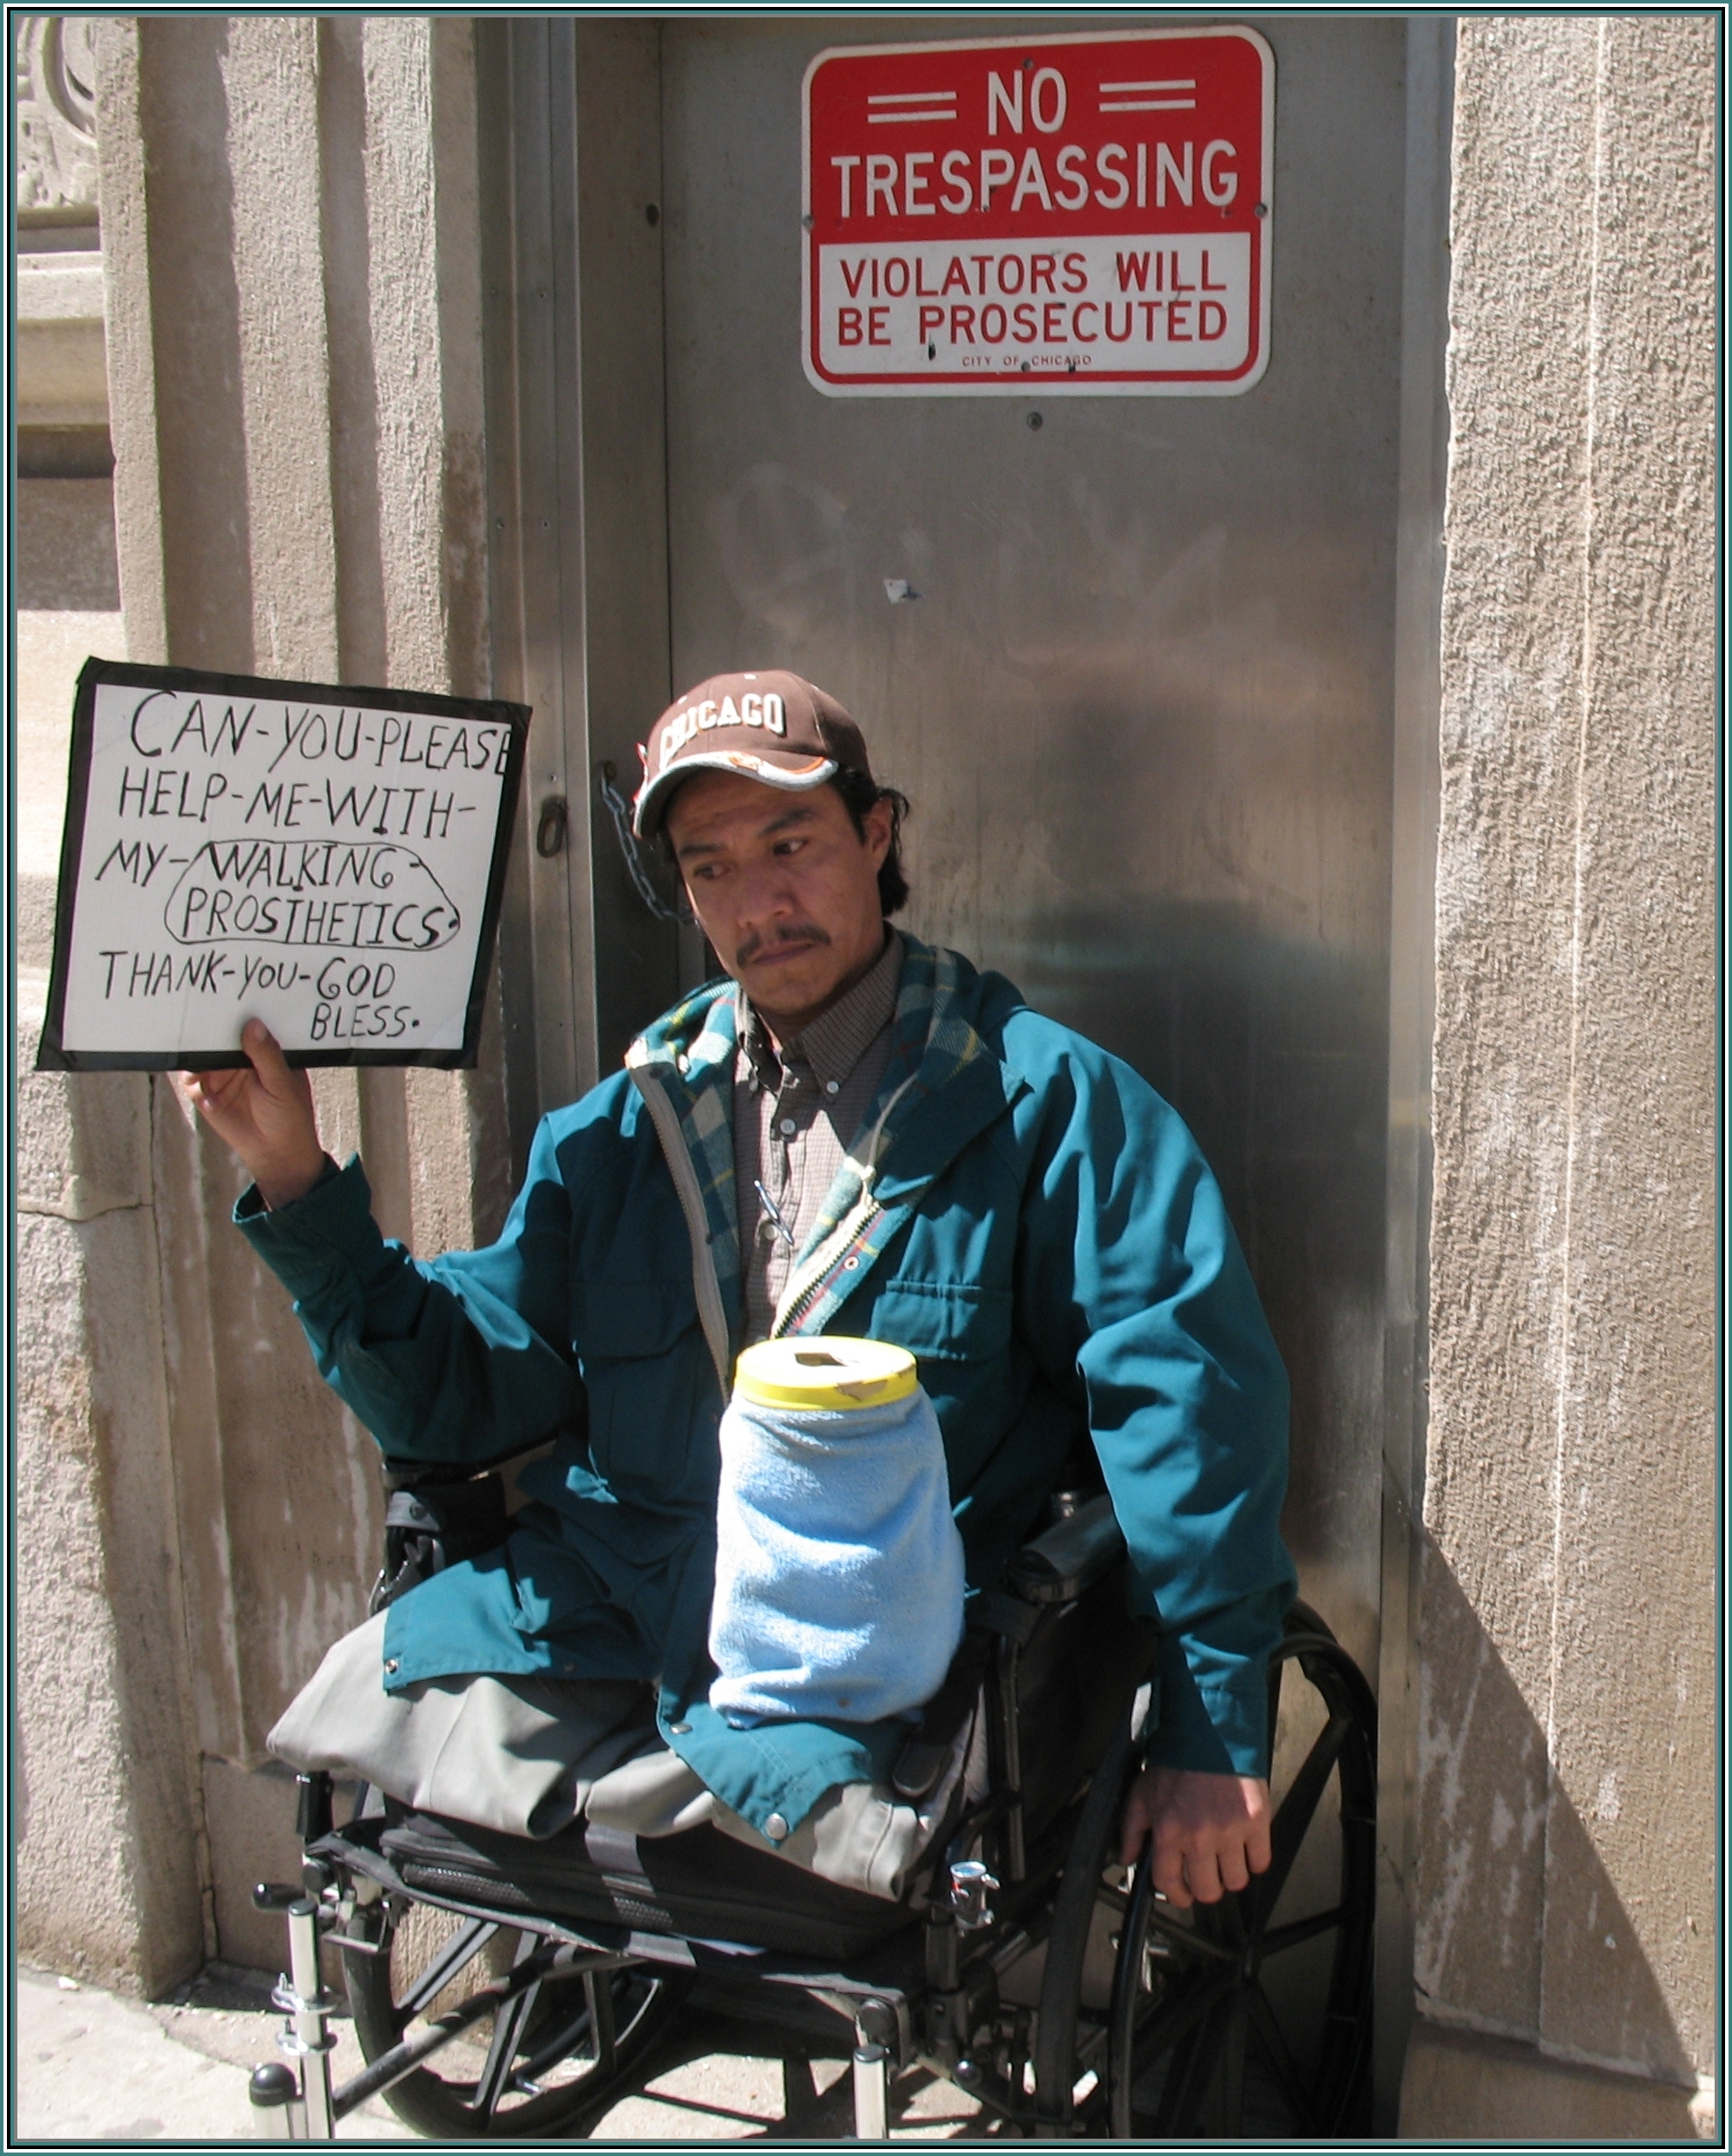 NO
TRESPASSING
VIOLATORS WILL
BE PROSECUTED
CITY OF CHICAGO
CAN-YOU-PLEASE
HELP-ME-WITH-
MY-WALKING-
PROSTHETICS.
THANK-YOU-GOD
BLESS.
CHICAGO